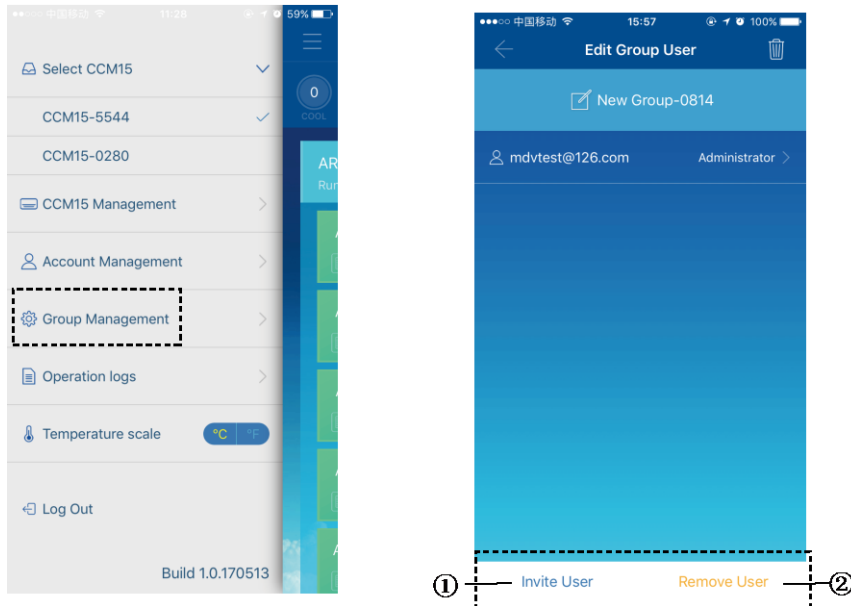 中国移动 11:28 59%
Select CCM15
CCM15-5544
CCM15-0280
CCM15 Management
Account Management
Group Management
Operation logs
Temperature scale °C °F
Log Out
Build 1.0.170513
0
COOL
AR
Rur
中国移动 15:57 100%
Edit Group User
New Group-0814
mdvtest@126.com Administrator
① Invite User Remove User ②